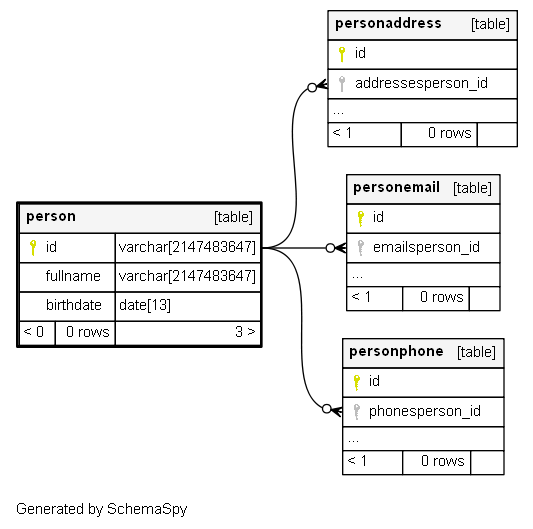 personaddress [table]
id
addressesperson_id
...
< 1 0 rows
personemail [table]
id
emailsperson_id
...
< 1 0 rows
person [table]
id varchar[2147483647]
fullname varchar[2147483647]
birthdate date[13]
< 0 0 rows 3 >
personphone [table]
id
phonesperson_id
...
< 1 0 rows
Generated by SchemaSpy